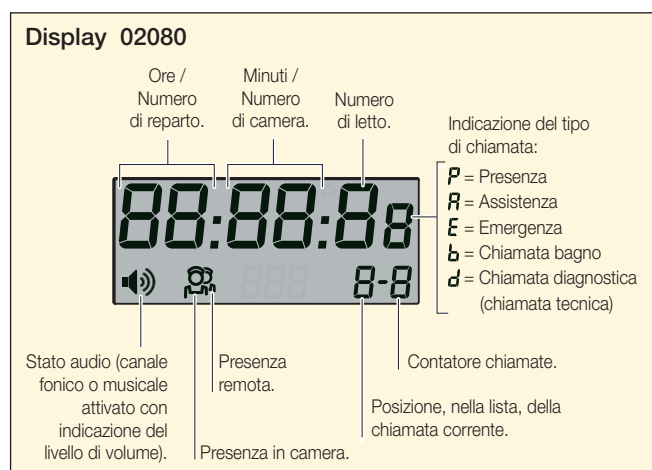 Display 02080
Ore /
Numero
di reparto.
Minuti /
Numero
di camera.
Numero
di letto.
Indicazione del tipo
di chiamata:
P = Presenza
A = Assistenza
E = Emergenza
b = Chiamata bagno
d = Chiamata diagnostica
(chiamata tecnica)
88:88:88
888
8-8
Stato audio (canale
fonico o musicale
attivato con
indicazione del
livello di volume).
Presenza
remota.
Presenza in camera.
Contatore chiamate.
Posizione, nella lista, della
chiamata corrente.